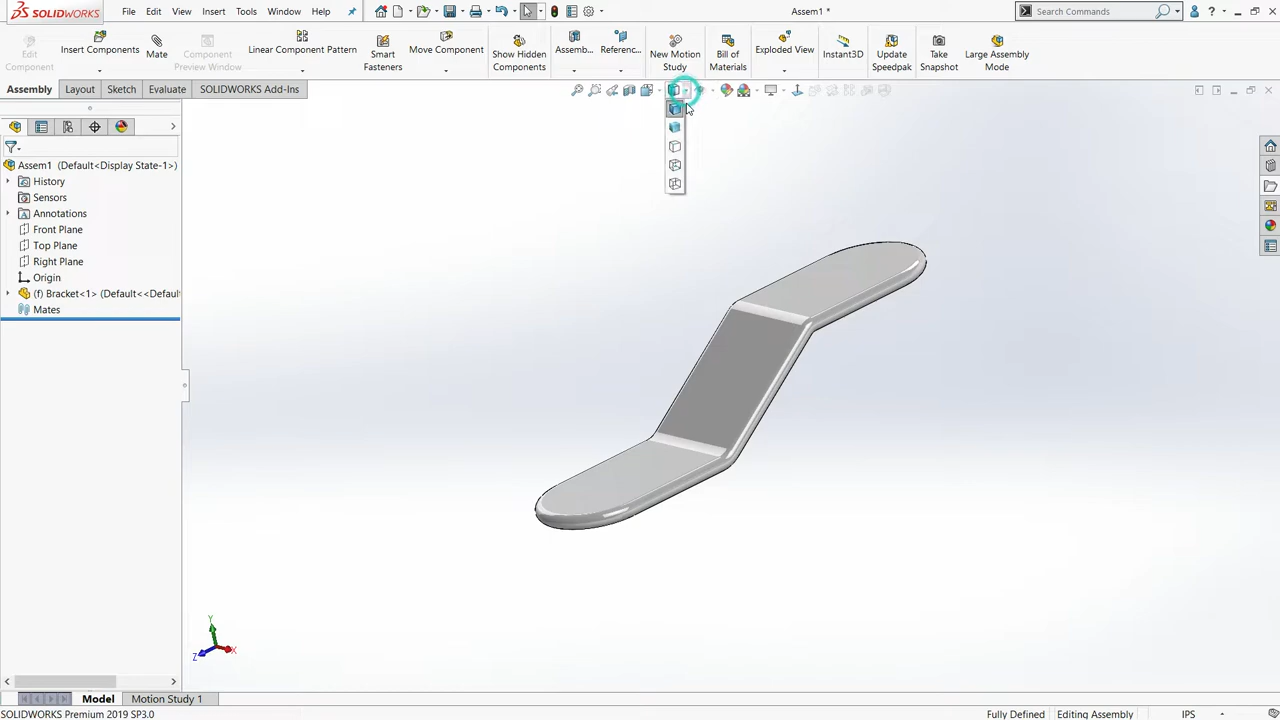 SOLIDWORKS File Edit View Insert Tools Window Help Assem1 * Search Commands ?
Edit Component
Insert Components
Mate
Component Preview Window
Linear Component Pattern
Smart Fasteners
Move Component
Show Hidden Components
Assemb...
Referenc...
New Motion Study
Bill of Materials
Exploded View
Instant3D
Update Speedpak
Take Snapshot
Large Assembly Mode
Assembly Layout Sketch Evaluate SOLIDWORKS Add-Ins
Assem1 (Default<Display State-1>)
History
Sensors
Annotations
Front Plane
Top Plane
Right Plane
Origin
(f) Bracket<1> (Default<<Defaul
Mates
Y
Z X
Model Motion Study 1
SOLIDWORKS Premium 2019 SP3.0 Fully Defined Editing Assembly IPS